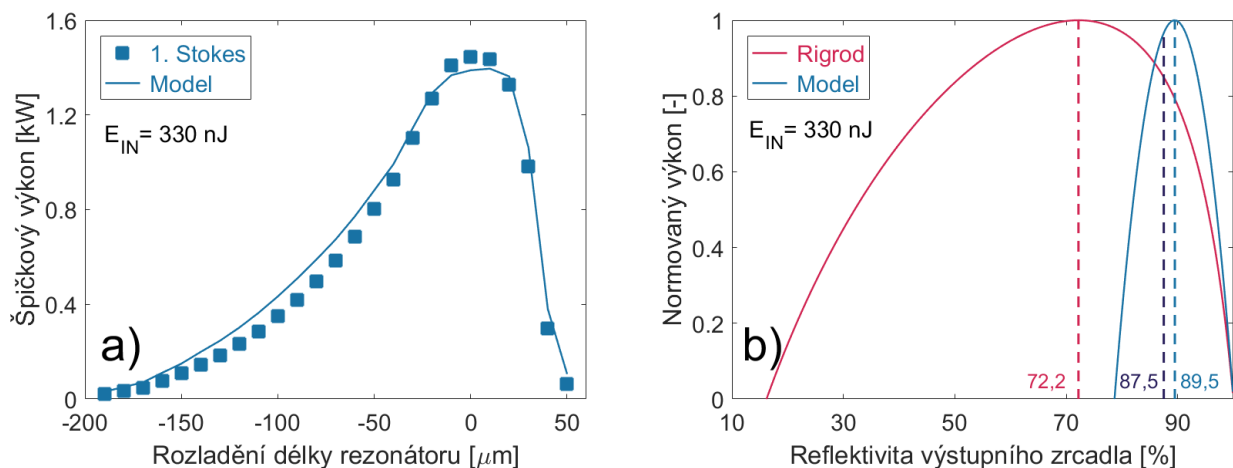 1.6
1.2
0.8
0.4
0
-200
-150
-100
-50
0
50
Špičkový výkon [kW]
Rozladění délky rezonátoru [μm]
1. Stokes
Model
E_IN= 330 nJ
a)
1
0.8
0.6
0.4
0.2
0
10
30
50
70
90
Normovaný výkon [-]
Reflektivita výstupního zrcadla [%]
Rigrod
Model
E_IN= 330 nJ
b)
72,2
87,5
89,5